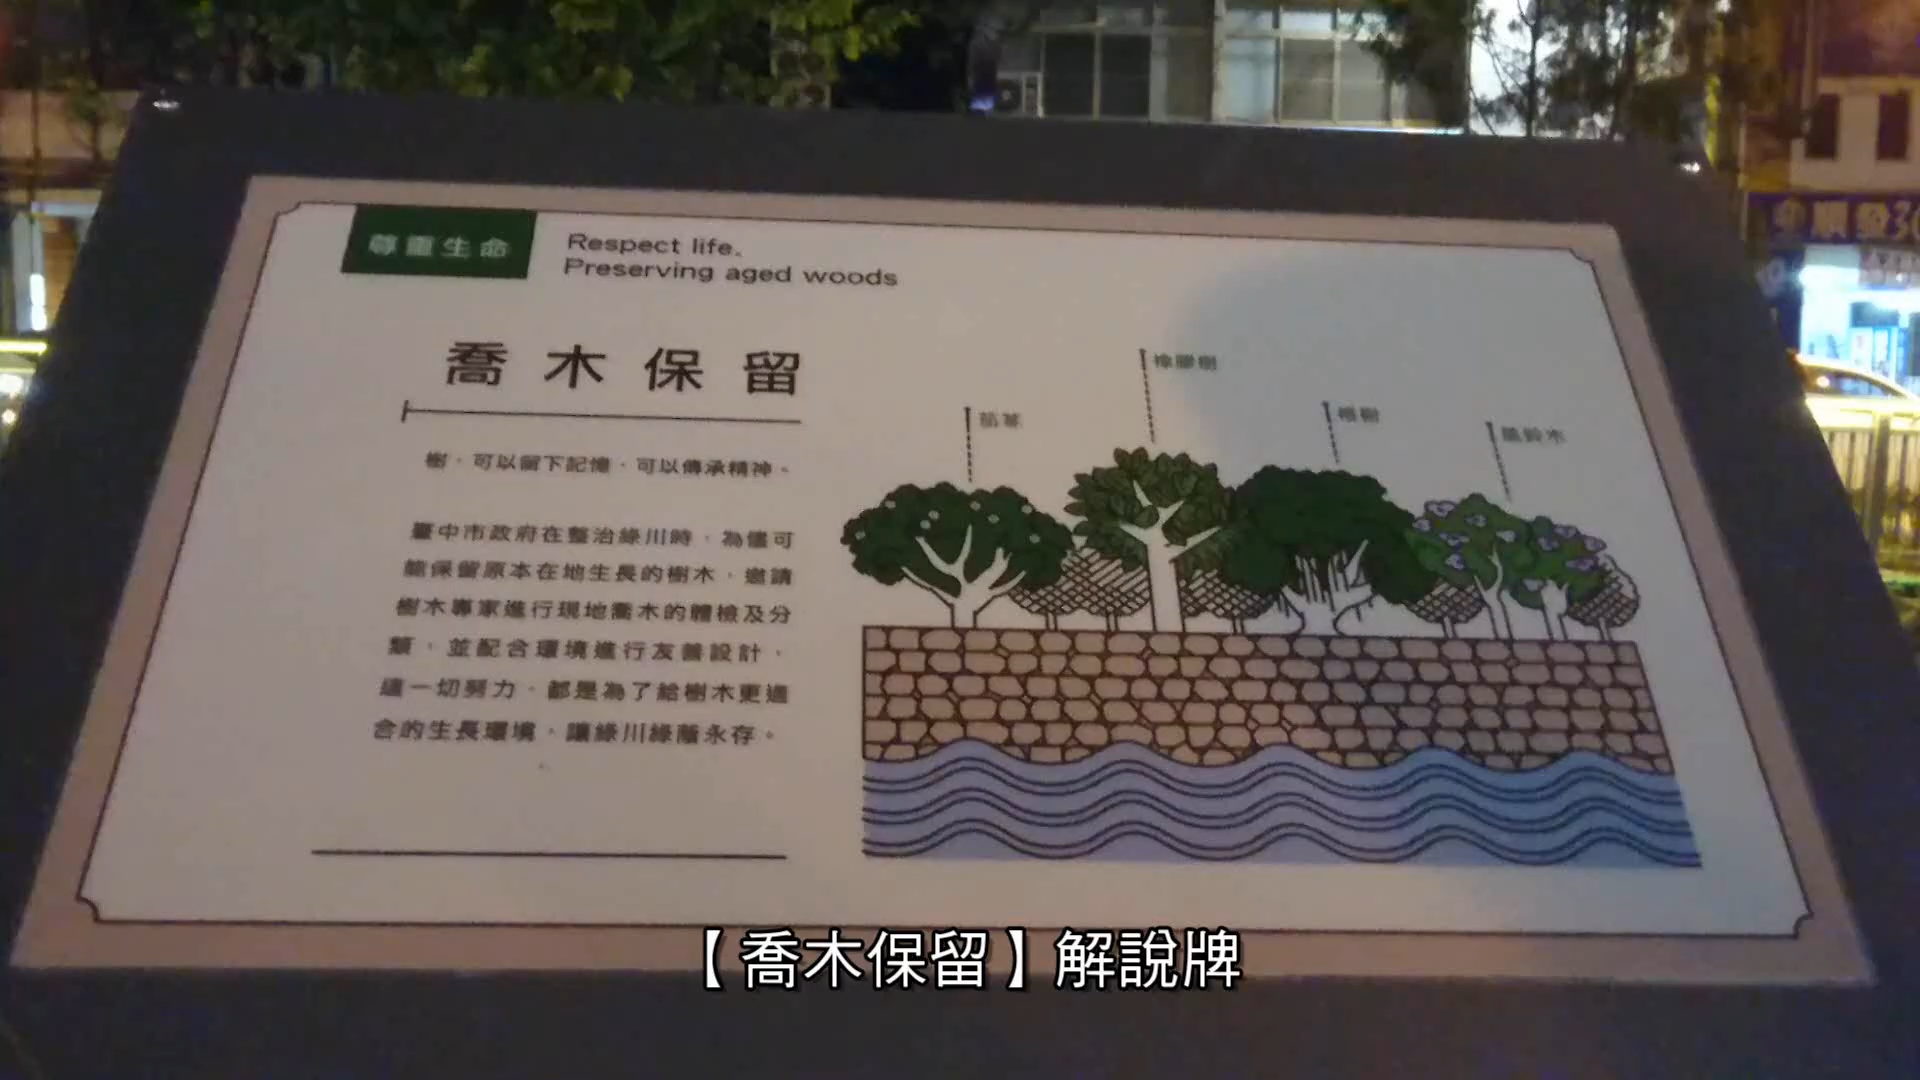 尊重生命
Respect life.
Preserving aged woods
喬木保留
樹，可以留下記憶，可以傳承精神。
臺中市政府在整治綠川時，為儘可
能保留原本在地生長的樹木，邀請
樹木專家進行現地喬木的體檢及分
類，並配合環境進行友善設計，
這一切努力，都是為了給樹木更適
合的生長環境，讓綠川綠蔭永存。
茄苳
橡膠樹
榕樹
風鈴木
【喬木保留】解說牌